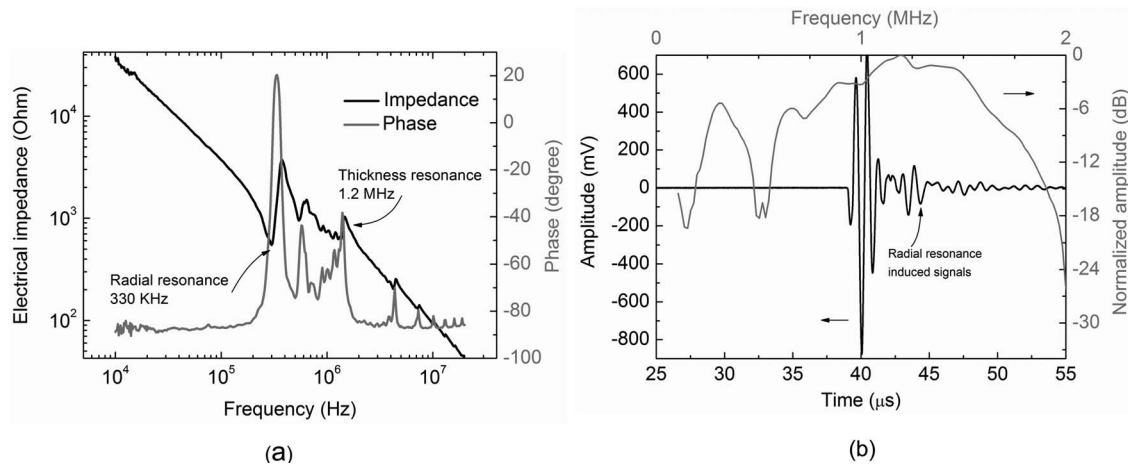 Electrical impedance (Ohm)
10^4
10^3
10^2
Impedance
Phase
Thickness resonance
1.2 MHz
Radial resonance
330 KHz
20
0
-20
-40
-60
-80
-100
Phase (degree)
10^4 10^5 10^6 10^7
Frequency (Hz)
(a)
Frequency (MHz)
0 1 2
Amplitude (mV)
600
400
200
0
-200
-400
-600
-800
Radial resonance
induced signals
0
-6
-12
-18
-24
-30
Normalized amplitude (dB)
25 30 35 40 45 50 55
Time (μs)
(b)